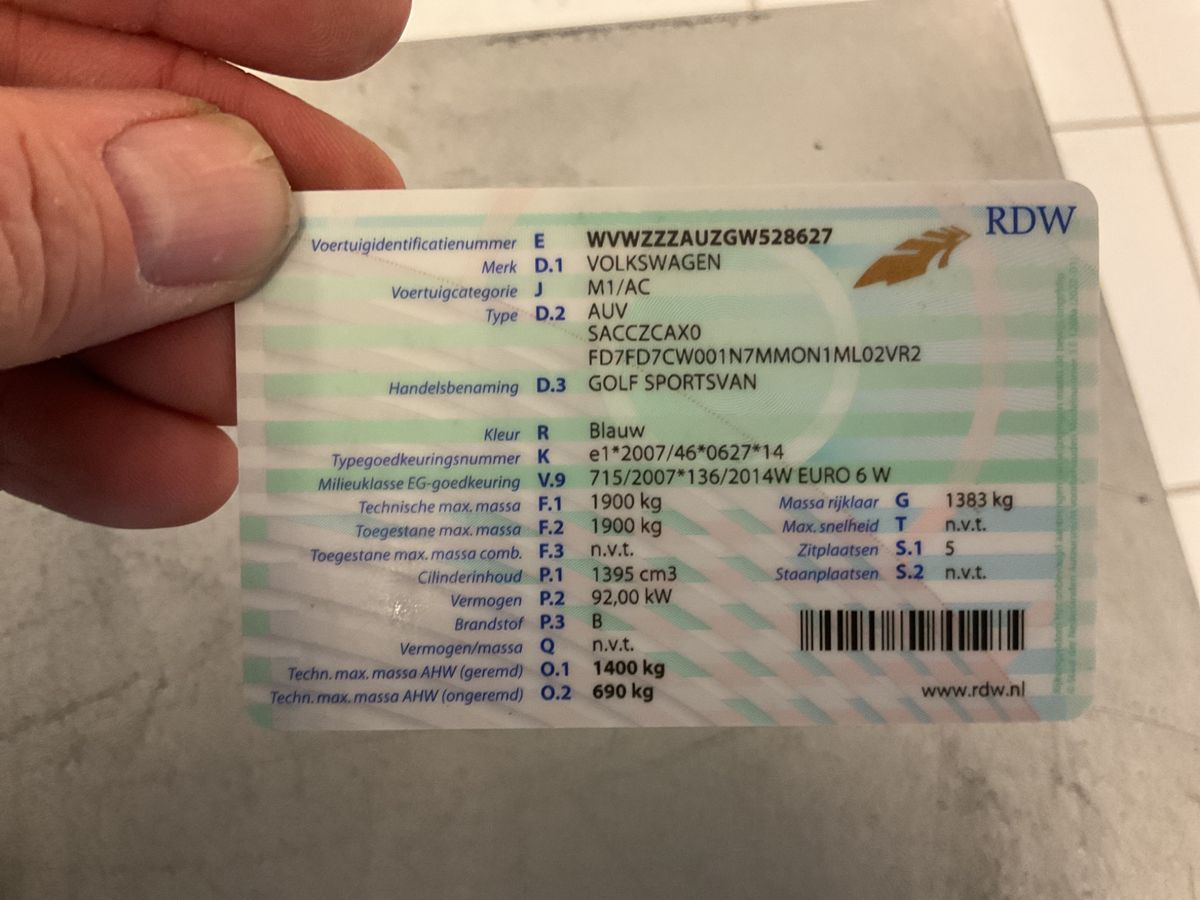 RDW
Voertuigidentificatienummer E WVWZZZAUZGW528627
Merk D.1 VOLKSWAGEN
Voertuigcategorie J M1/AC
Type D.2 AUV
SACCZCAX0
FD7FD7CW001N7MMON1ML02VR2
Handelsbenaming D.3 GOLF SPORTSVAN
Kleur R Blauw
Typegoedkeuringsnummer K e1*2007/46*0627*14
Milieuklasse EG-goedkeuring V.9 715/2007*136/2014W EURO 6 W
Technische max. massa F.1 1900 kg Massa rijklaar G 1383 kg
Toegestane max. massa F.2 1900 kg Max. snelheid T n.v.t.
Toegestane max. massa comb. F.3 n.v.t. Zitplaatsen S.1 5
Cilinderinhoud P.1 1395 cm3 Staanplaatsen S.2 n.v.t.
Vermogen P.2 92,00 kW
Brandstof P.3 B
Vermogen/massa Q n.v.t.
Techn. max. massa AHW (geremd) O.1 1400 kg
Techn. max. massa AHW (ongeremd) O.2 690 kg
www.rdw.nl